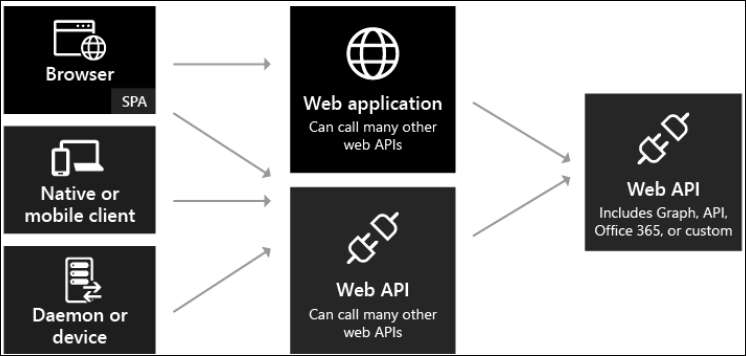 Browser
SPA
Native or
mobile client
Daemon or
device
Web application
Can call many other
web APIs
Web API
Can call many other
web APIs
Web API
Includes Graph, API,
Office 365, or custom